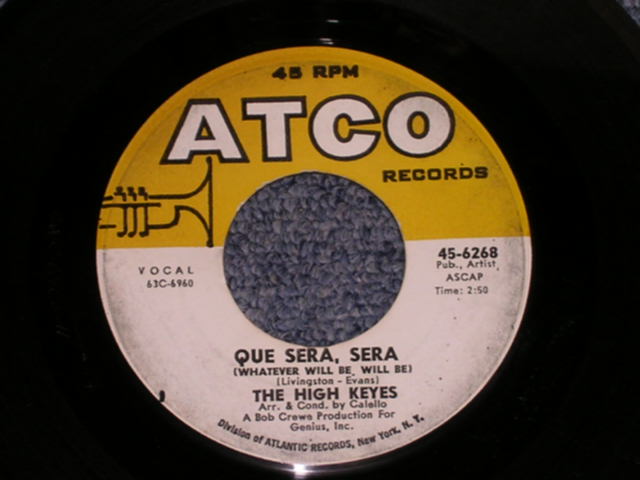 45 RPM
ATCO
RECORDS
45-6268
Pub., Artist
ASCAP
Time: 2:50
VOCAL
63C-6960
QUE SERA, SERA
(WHATEVER WILL BE, WILL BE)
(Livingston - Evans)
THE HIGH KEYES
Arr. & Cond. by Calello
A Bob Crewe Production For
Genius, Inc.
Division of ATLANTIC RECORDS, New York, N. Y.